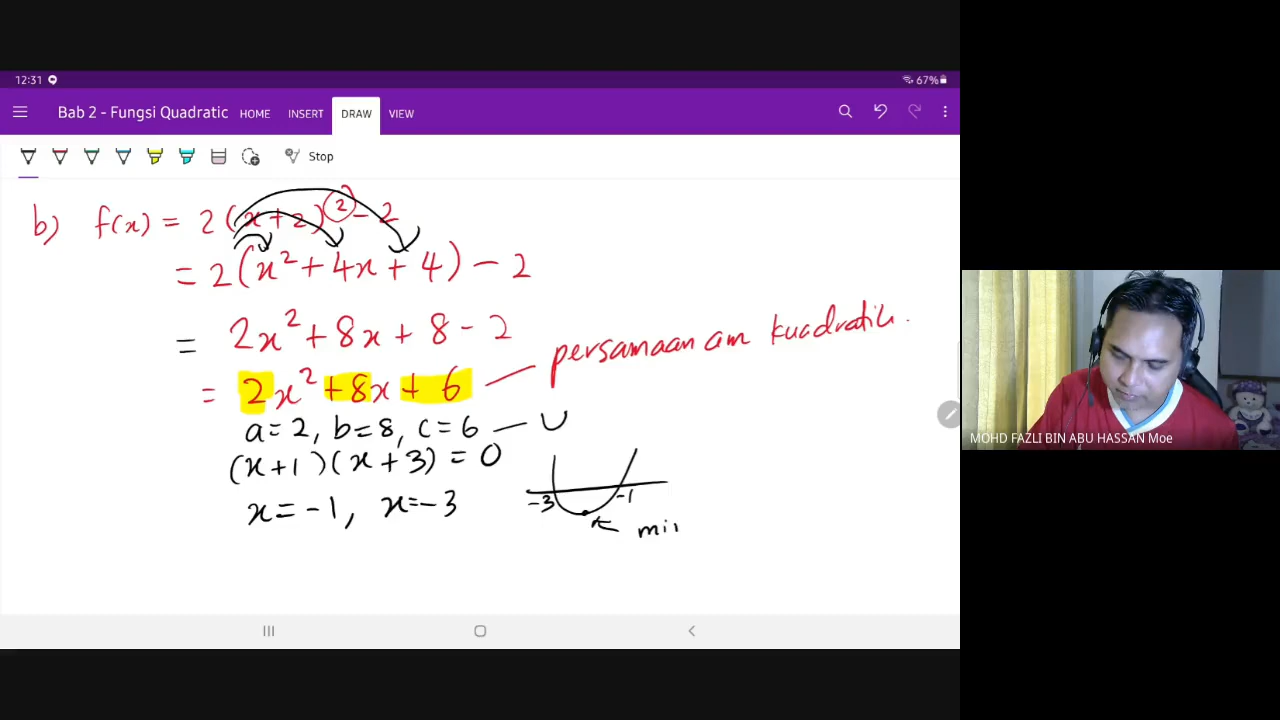 12:31 67%
Bab 2 - Fungsi Quadratic HOME INSERT DRAW VIEW
Stop
b) f(x) = 2(x+2)² - 2
= 2(x² + 4x + 4) - 2
= 2x² + 8x + 8 - 2
= 2x² + 8x + 6 — persamaan am kuadratik.
a = 2, b = 8, c = 6 — ∪
(x+1)(x+3) = 0
x = -1, x = -3
-3 -1
min
MOHD FAZLI BIN ABU HASSAN Moe